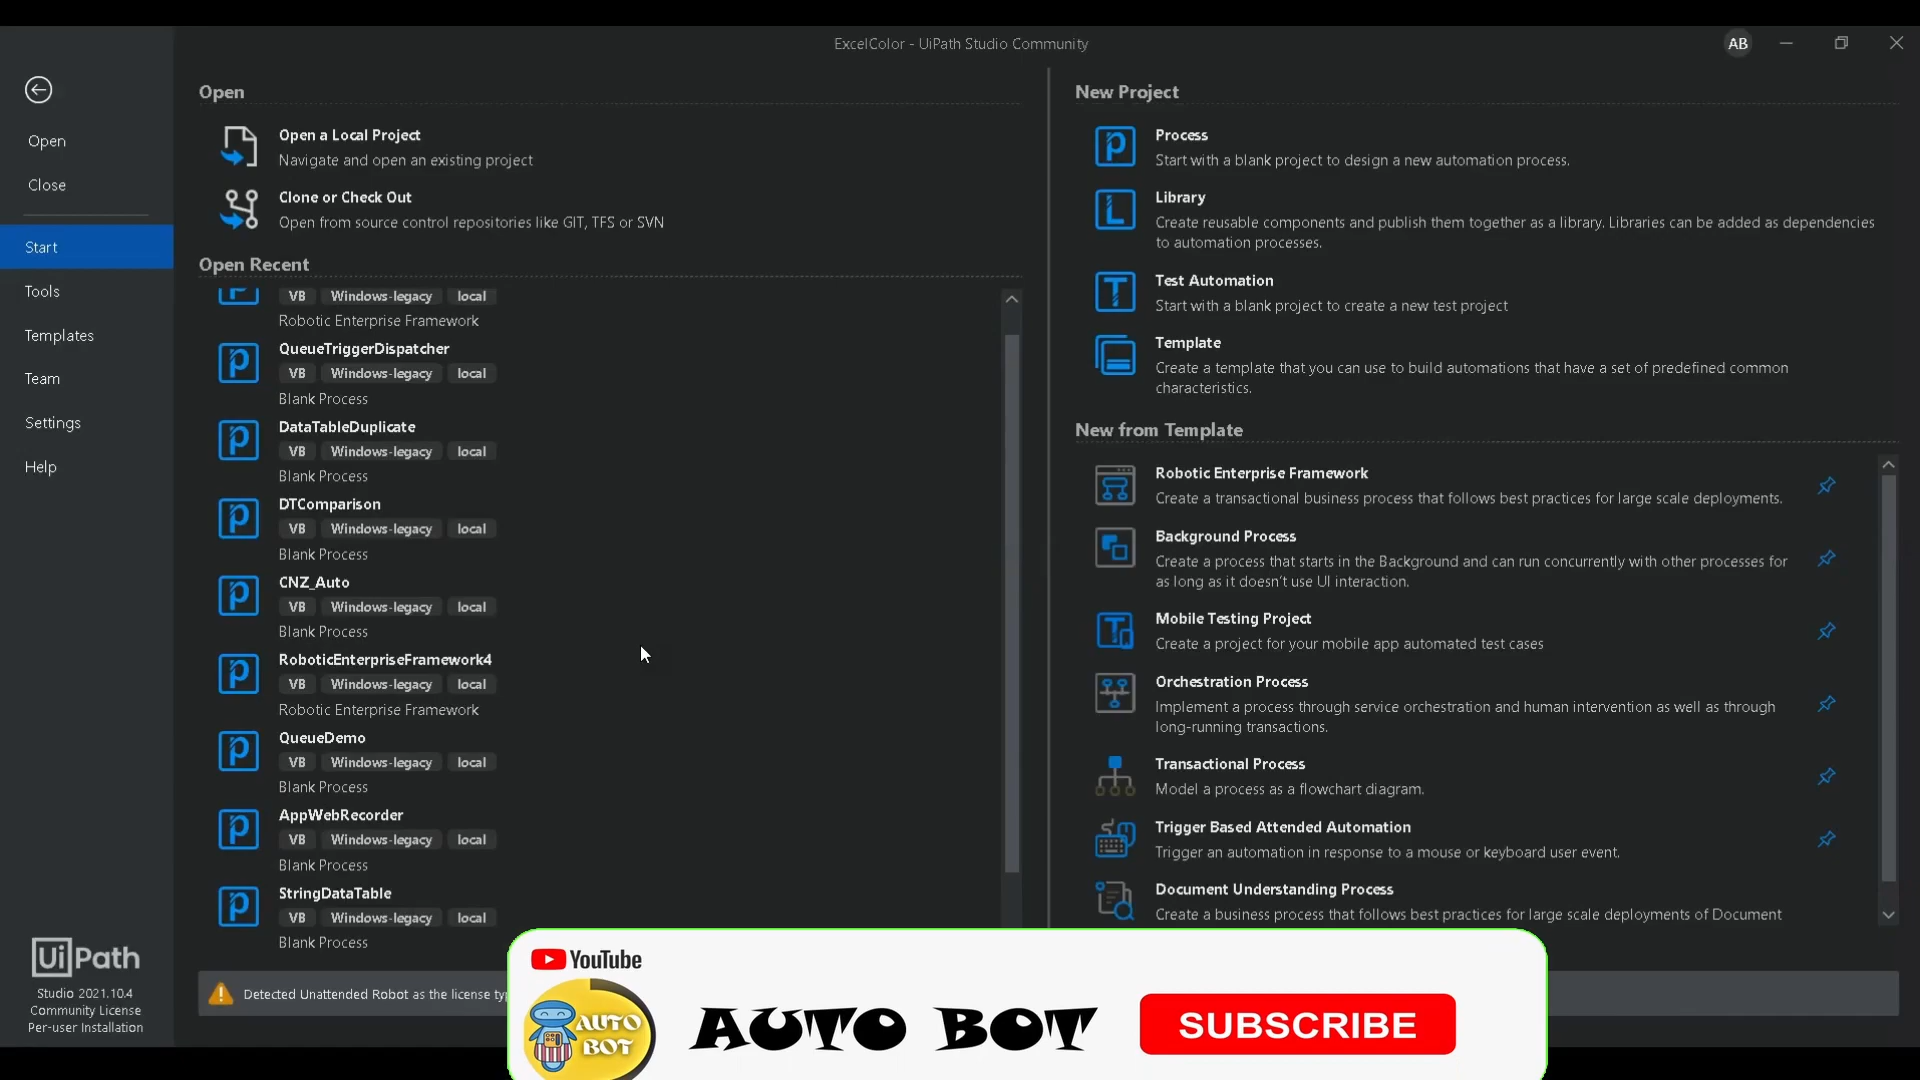 ExcelColor - UiPath Studio Community
AB
Open
Close
Start
Tools
Templates
Team
Settings
Help
Ui Path
Studio 2021.10.4
Community License
Per-user Installation
Open
Open a Local Project
Navigate and open an existing project
Clone or Check Out
Open from source control repositories like GIT, TFS or SVN
Open Recent
VB Windows-legacy local
Robotic Enterprise Framework
QueueTriggerDispatcher
VB Windows-legacy local
Blank Process
DataTableDuplicate
VB Windows-legacy local
Blank Process
DTComparison
VB Windows-legacy local
Blank Process
CNZ_Auto
VB Windows-legacy local
Blank Process
RoboticEnterpriseFramework4
VB Windows-legacy local
Robotic Enterprise Framework
QueueDemo
VB Windows-legacy local
Blank Process
AppWebRecorder
VB Windows-legacy local
Blank Process
StringDataTable
VB Windows-legacy local
Blank Process
Detected Unattended Robot as the license
New Project
Process
Start with a blank project to design a new automation process.
Library
Create reusable components and publish them together as a library. Libraries can be added as dependencies
to automation processes.
Test Automation
Start with a blank project to create a new test project
Template
Create a template that you can use to build automations that have a set of predefined common
characteristics.
New from Template
Robotic Enterprise Framework
Create a transactional business process that follows best practices for large scale deployments.
Background Process
Create a process that starts in the Background and can run concurrently with other processes for
as long as it doesn't use UI interaction.
Mobile Testing Project
Create a project for your mobile app automated test cases
Orchestration Process
Implement a process through service orchestration and human intervention as well as through
long-running transactions.
Transactional Process
Model a process as a flowchart diagram.
Trigger Based Attended Automation
Trigger an automation in response to a mouse or keyboard user event.
Document Understanding Process
Create a business process that follows best practices for large scale deployments of Document
YouTube
AUTO
BOT
AUTO BOT
SUBSCRIBE